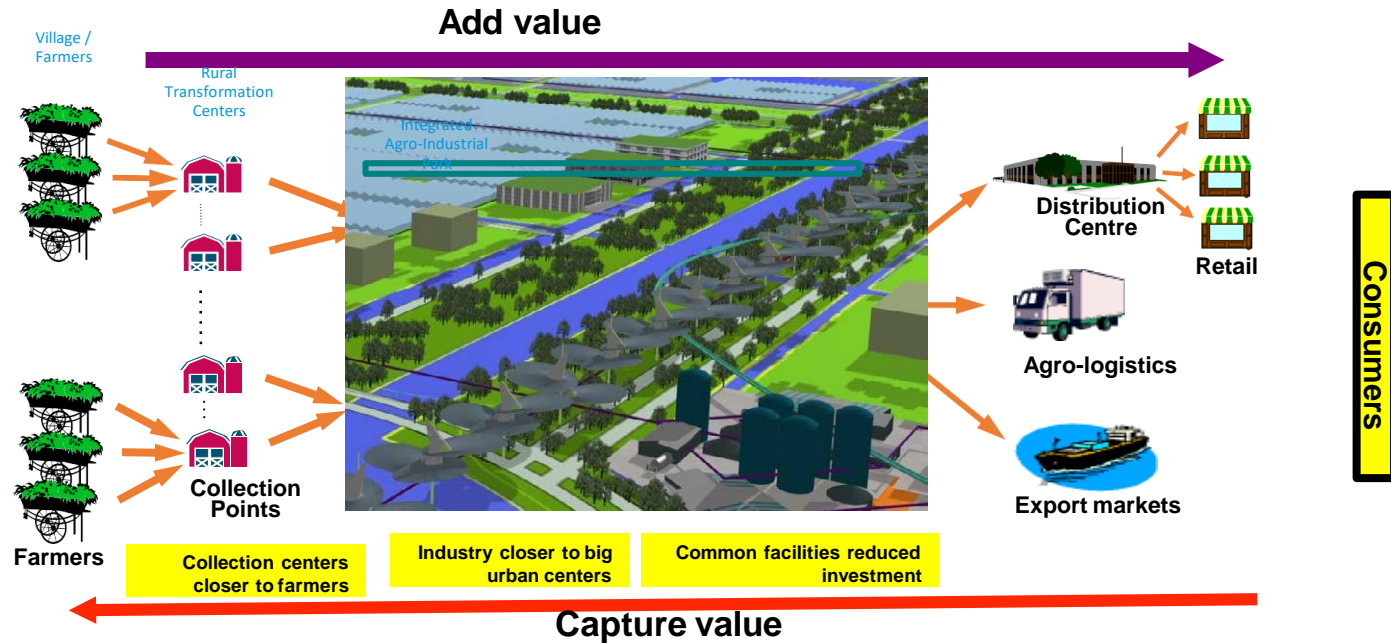 Add value
Village /
Farmers
Rural
Transformation
Centers
Integrated
Agro-Industrial
Park
Distribution
Centre
Retail
Consumers
Agro-logistics
Collection
Points
Export markets
Farmers
Collection centers
closer to farmers
Industry closer to big
urban centers
Common facilities reduced
investment
Capture value